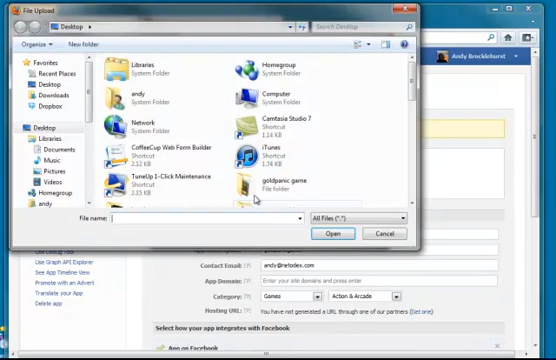 File Upload
Desktop
Search Desktop
Organize
New folder
Favorites
Recent Places
Desktop
Downloads
Dropbox
Desktop
Libraries
Documents
Music
Pictures
Videos
Homegroup
andy
Libraries
System Folder
Homegroup
System Folder
andy
System Folder
Computer
System Folder
Network
System Folder
Camtasia Studio 7
Shortcut
1.14 KB
CoffeeCup Web Form Builder
Shortcut
2.12 KB
iTunes
Shortcut
1.74 KB
TuneUp 1-Click Maintenance
Shortcut
2.15 KB
goldpanic game
File folder
File name:
All Files (*.*)
Open
Cancel
Andy Brocklehurst
Use Debug Tool
Use Graph API Explorer
See App Timeline View
Promote with an Advert
Translate your App
Delete app
Contact Email: [?] andy@netodex.com
App Domain: [?] Enter your site domains and press enter
Category: [?] Games Action & Arcade [?]
Hosting URL: [?] You have not generated a URL through one of our partners (Get one)
Select how your app integrates with Facebook
App on Facebook